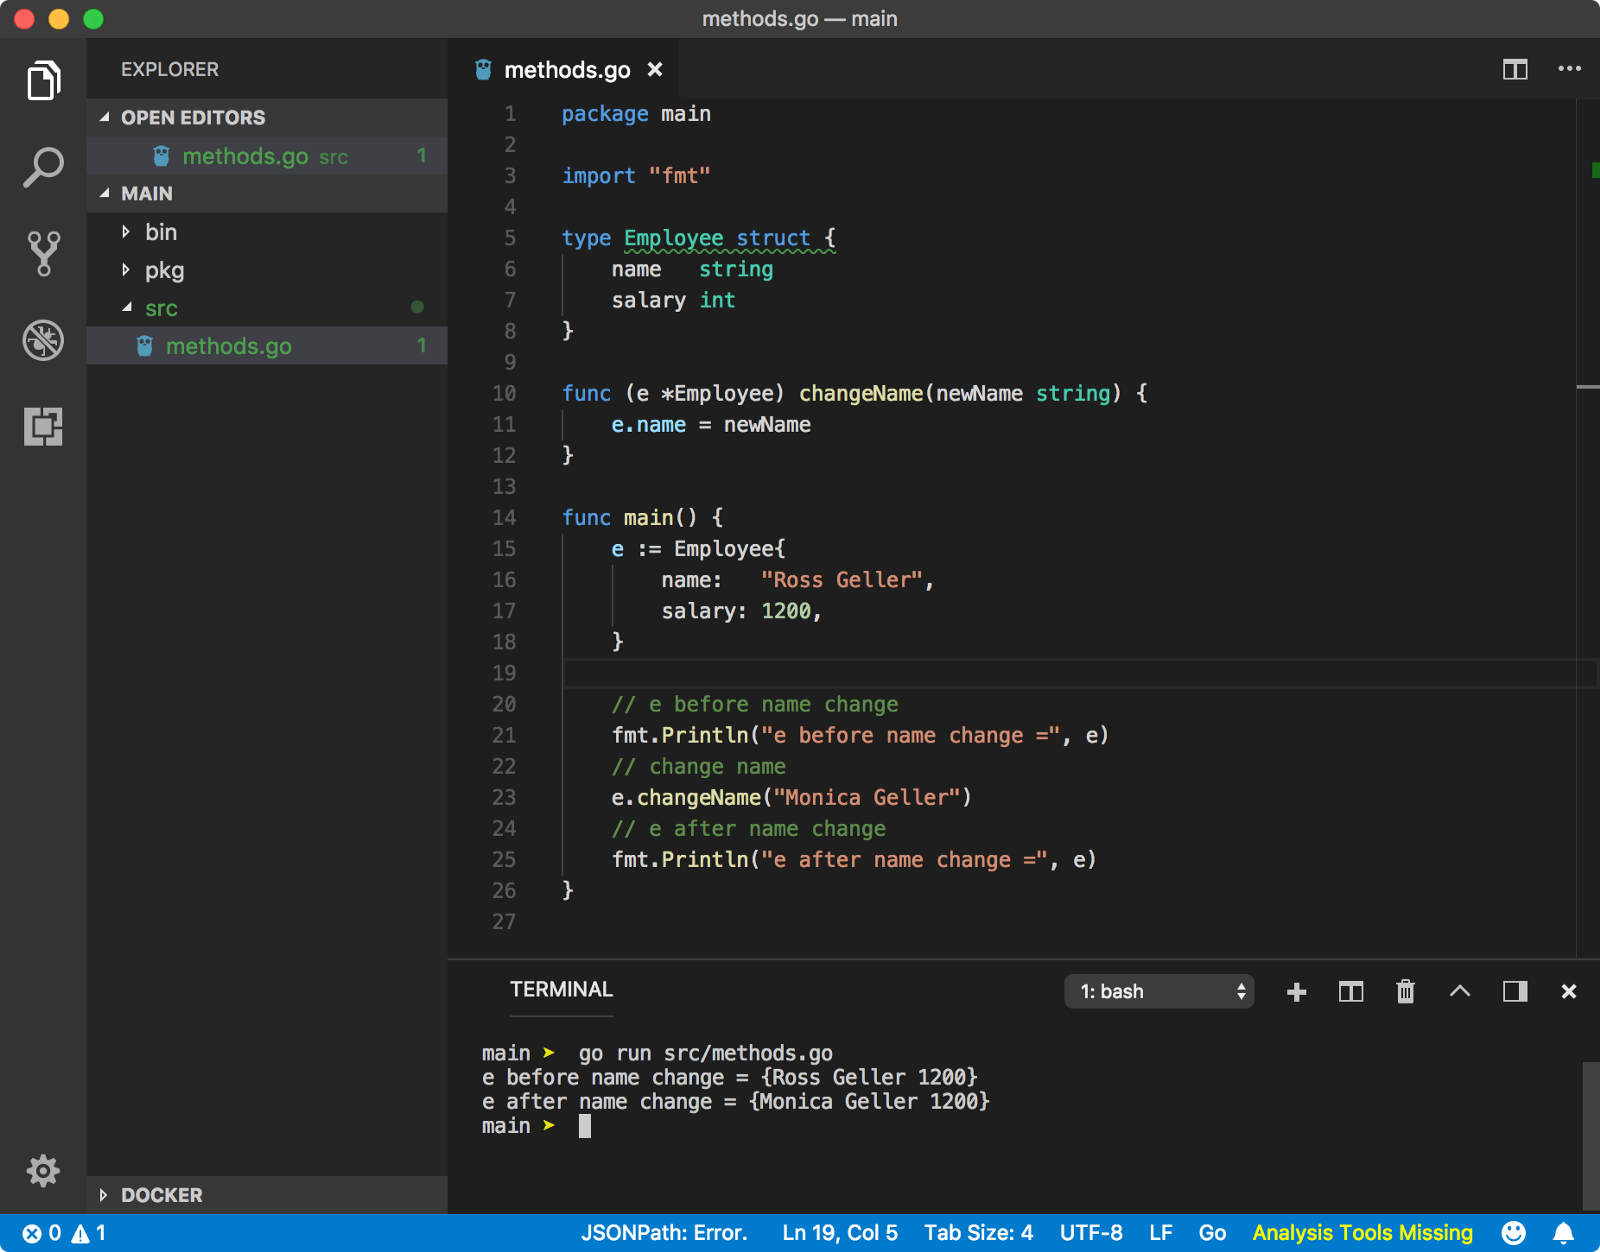 methods.go — main
EXPLORER
OPEN EDITORS
methods.go src 1
MAIN
bin
pkg
src
methods.go 1
DOCKER
methods.go
1 package main
2
3 import "fmt"
4
5 type Employee struct {
6     name   string
7     salary int
8 }
9
10 func (e *Employee) changeName(newName string) {
11     e.name = newName
12 }
13
14 func main() {
15     e := Employee{
16         name:   "Ross Geller",
17         salary: 1200,
18     }
19
20     // e before name change
21     fmt.Println("e before name change =", e)
22     // change name
23     e.changeName("Monica Geller")
24     // e after name change
25     fmt.Println("e after name change =", e)
26 }
27
TERMINAL
1: bash
main ➤  go run src/methods.go
e before name change = {Ross Geller 1200}
e after name change = {Monica Geller 1200}
main ➤
0 1 JSONPath: Error. Ln 19, Col 5 Tab Size: 4 UTF-8 LF Go Analysis Tools Missing